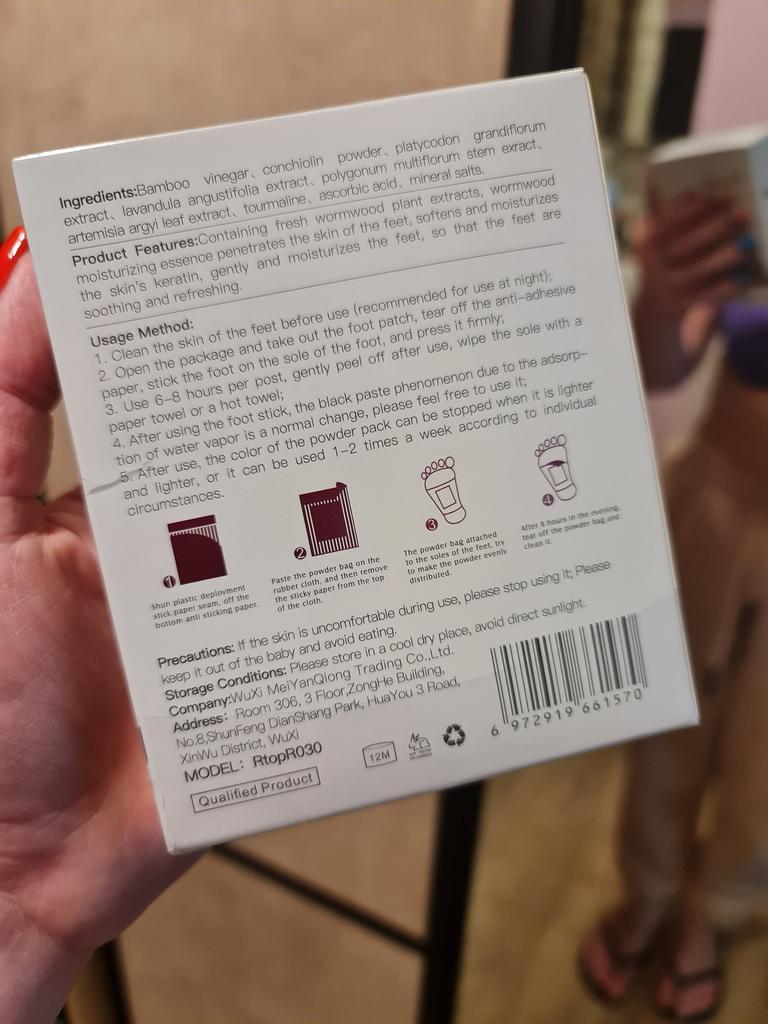 Ingredients:Bamboo vinegar、conchiolin powder、platycodon grandiflorum
extract、lavandula angustifolia extract、polygonum multiflorum stem extract、
artemisia argyi leaf extract、tourmaline、ascorbic acid、mineral salts.
Product Features:Containing fresh wormwood plant extracts, wormwood
moisturizing essence penetrates the skin of the feet, softens and moisturizes
the skin's keratin, gently and moisturizes the feet, so that the feet are
soothing and refreshing.
Usage Method:
1. Clean the skin of the feet before use (recommended for use at night);
2. Open the package and take out the foot patch, tear off the anti-adhesive
paper, stick the foot on the sole of the foot, and press it firmly;
3. Use 6-8 hours per post, gently peel off after use, wipe the sole with a
paper towel or a hot towel;
4. After using the foot stick, the black paste phenomenon due to the adsorp-
tion of water vapor is a normal change, please feel free to use it;
5. After use, the color of the powder pack can be stopped when it is lighter
and lighter, or it can be used 1-2 times a week according to individual
circumstances.
1
Shun plastic deployment
stick paper seam, off the
bottom anti sticking paper.
2
Paste the powder bag on the
rubber cloth, and then remove
the sticky paper from the top
of the cloth.
3
The powder bag attached
to the soles of the feet, try
to make the powder evenly
distributed.
4
After 8 hours in the evening,
tear off the powder bag and
clean it.
Precautions: If the skin is uncomfortable during use, please stop using it; Please
keep it out of the baby and avoid eating.
Storage Conditions: Please store in a cool dry place, avoid direct sunlight.
Company:WuXi MeiYanQiong Trading Co.,Ltd.
Address: Room 306, 3 Floor,ZongHe Building,
No.8,ShunFeng DianShang Park, HuaYou 3 Road,
XinWu District, WuXi
MODEL: RtopR030
Qualified Product
12M
6 972919 661570